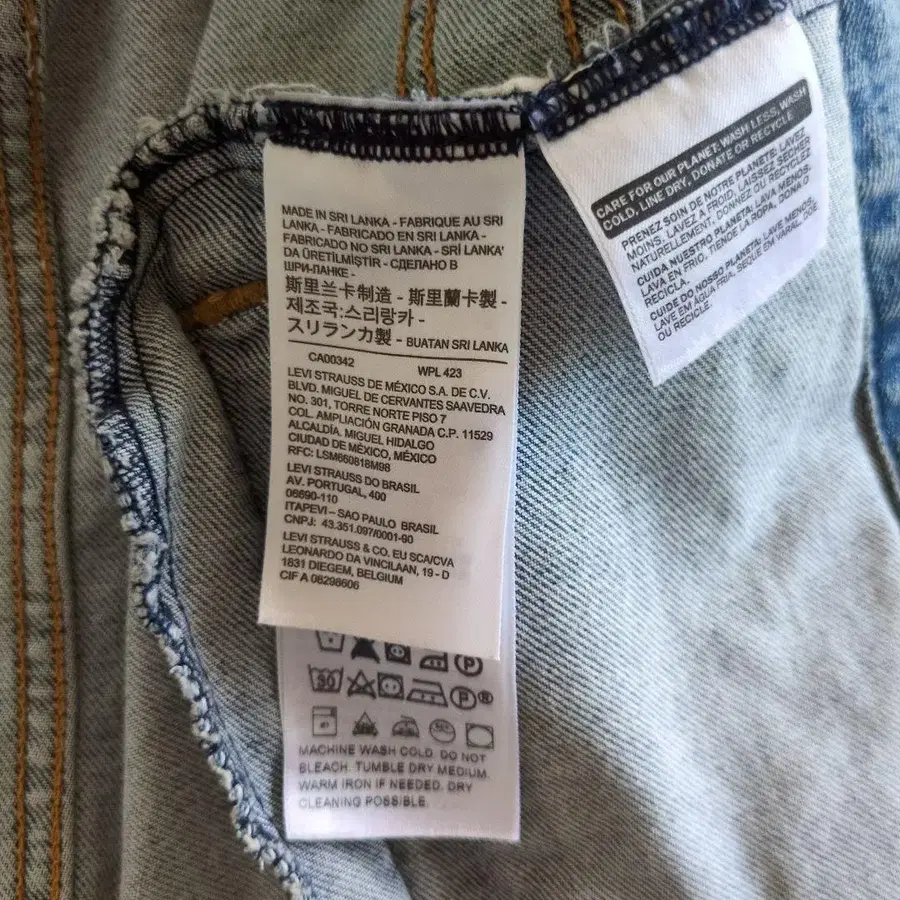 MADE IN SRI LANKA - FABRIQUE AU SRI
LANKA - FABRICADO EN SRI LANKA -
FABRICADO NO SRI LANKA - SRİ LANKA'
DA ÜRETİLMİŞTİR - СДЕЛАНО В
ШРИ-ЛАНКЕ -
斯里兰卡制造 - 斯里蘭卡製 -
제조국:스리랑카 -
スリランカ製 - BUATAN SRI LANKA
CA00342 WPL 423
LEVI STRAUSS DE MÉXICO S.A. DE C.V.
BLVD. MIGUEL DE CERVANTES SAAVEDRA
NO. 301, TORRE NORTE PISO 7
COL. AMPLIACIÓN GRANADA C.P. 11529
ALCALDÍA. MIGUEL HIDALGO
CIUDAD DE MÉXICO, MÉXICO
RFC: LSM660818M98
LEVI STRAUSS DO BRASIL
AV. PORTUGAL, 400
06690-110
ITAPEVI – SAO PAULO BRASIL
CNPJ: 43.351.097/0001-90
LEVI STRAUSS & CO. EU SCA/CVA
LEONARDO DA VINCILAAN, 19 - D
1831 DIEGEM, BELGIUM
CIF A 08298606
CARE FOR OUR PLANET: WASH LESS, WASH
COLD, LINE DRY, DONATE OR RECYCLE
PRENEZ SOIN DE NOTRE PLANÈTE: LAVEZ
MOINS, LAVEZ À FROID, LAISSEZ SÉCHER
NATURELLEMENT, DONNEZ OU RECYCLEZ
CUIDA NUESTRO PLANETA: LAVA MENOS,
LAVA EN FRIO, TIENDE LA ROPA, DONA O
RECICLA.
CUIDE DO NOSSO PLANETA: LAVE MENOS,
LAVE EM ÁGUA FRIA, SEQUE EM VARAL, DOE
OU RECICLE.
P
30 P ®
MACHINE WASH COLD. DO NOT
BLEACH. TUMBLE DRY MEDIUM.
WARM IRON IF NEEDED. DRY
CLEANING POSSIBLE.